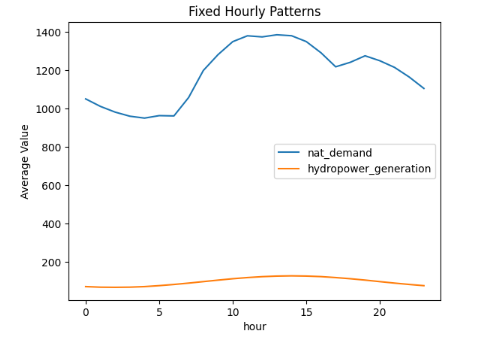 Fixed Hourly Patterns
1400
1200
1000
800
600
400
200
Average Value
nat_demand
hydropower_generation
0 5 10 15 20
hour